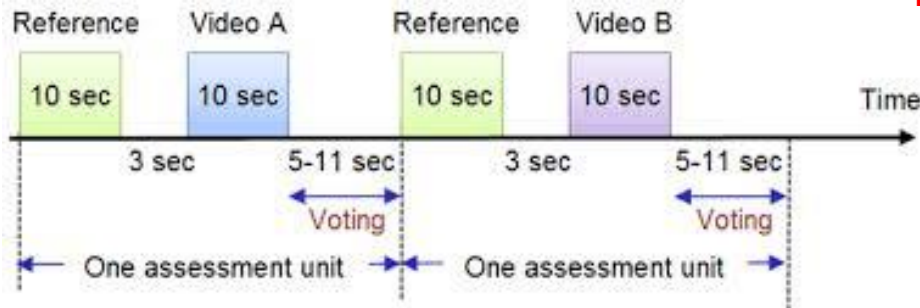 Reference Video A Reference Video B
10 sec 10 sec 10 sec 10 sec
Time
3 sec 5-11 sec 3 sec 5-11 sec
Voting Voting
One assessment unit One assessment unit